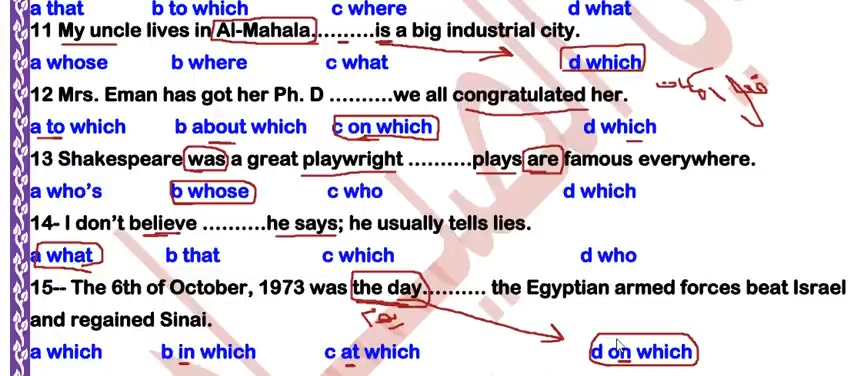 a that b to which c where d what
11 My uncle lives in Al-Mahala..........is a big industrial city.
a whose b where c what d which
12 Mrs. Eman has got her Ph. D ..........we all congratulated her.
a to which b about which c on which d which
13 Shakespeare was a great playwright ..........plays are famous everywhere.
a who's b whose c who d which
14- I don't believe ..........he says; he usually tells lies.
a what b that c which d who
15-- The 6th of October, 1973 was the day.......... the Egyptian armed forces beat Israel
and regained Sinai.
a which b in which c at which d on which